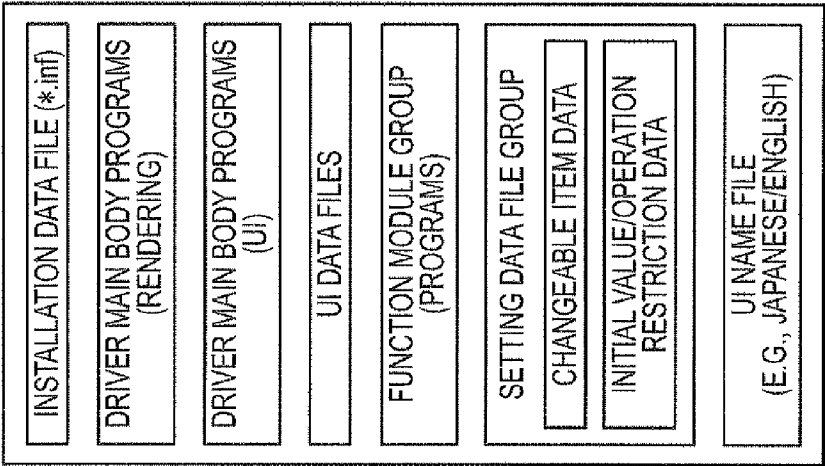 INSTALLATION DATA FILE (*.inf)
DRIVER MAIN BODY PROGRAMS
(RENDERING)
DRIVER MAIN BODY PROGRAMS
(UI)
UI DATA FILES
FUNCTION MODULE GROUP
(PROGRAMS)
SETTING DATA FILE GROUP
CHANGEABLE ITEM DATA
INITIAL VALUE/OPERATION
RESTRICTION DATA
UI NAME FILE
(E.G., JAPANESE/ENGLISH)